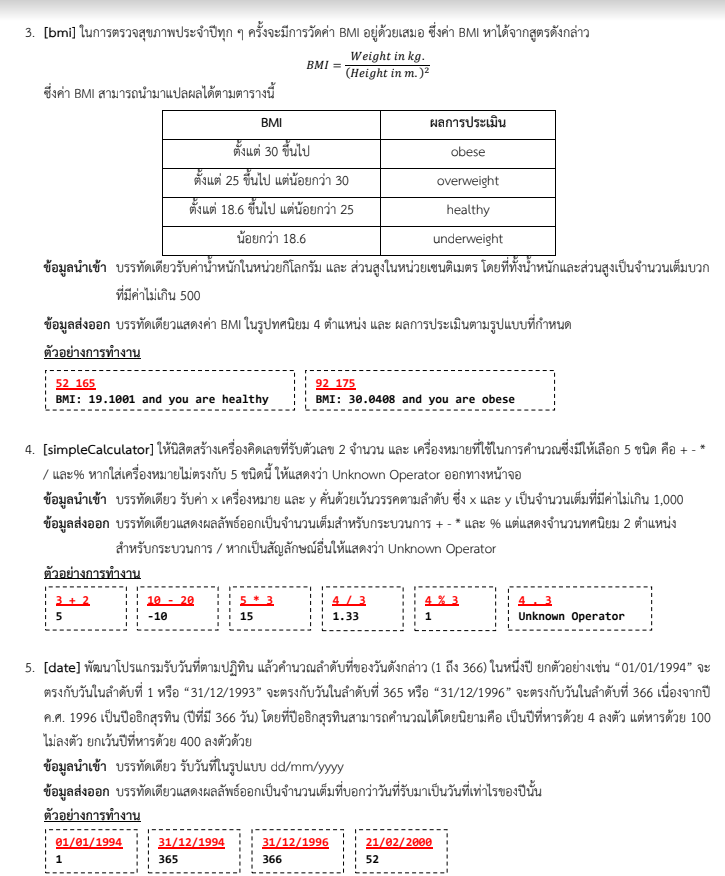 3. [bmi] ในการตรวจสุขภาพประจำปีทุก ๆ ครั้งจะมีการวัดค่า BMI อยู่ด้วยเสมอ ซึ่งค่า BMI หาได้จากสูตรดังกล่าว
BMI = Weight in kg. / (Height in m.)²
ซึ่งค่า BMI สามารถนำมาแปลผลได้ตามตารางนี้
BMI ผลการประเมิน
ตั้งแต่ 30 ขึ้นไป obese
ตั้งแต่ 25 ขึ้นไป แต่น้อยกว่า 30 overweight
ตั้งแต่ 18.6 ขึ้นไป แต่น้อยกว่า 25 healthy
น้อยกว่า 18.6 underweight
ข้อมูลนำเข้า บรรทัดเดียวรับค่าน้ำหนักในหน่วยกิโลกรัม และ ส่วนสูงในหน่วยเซนติเมตร โดยที่ทั้งน้ำหนักและส่วนสูงเป็นจำนวนเต็มบวก
ที่มีค่าไม่เกิน 500
ข้อมูลส่งออก บรรทัดเดียวแสดงค่า BMI ในรูปทศนิยม 4 ตำแหน่ง และ ผลการประเมินตามรูปแบบที่กำหนด
ตัวอย่างการทำงาน
52 165
BMI: 19.1001 and you are healthy
92 175
BMI: 30.0408 and you are obese
4. [simpleCalculator] ให้นิสิตสร้างเครื่องคิดเลขที่รับตัวเลข 2 จำนวน และ เครื่องหมายที่ใช้ในการคำนวณซึ่งมีให้เลือก 5 ชนิด คือ + - *
/ และ% หากใส่เครื่องหมายไม่ตรงกับ 5 ชนิดนี้ ให้แสดงว่า Unknown Operator ออกทางหน้าจอ
ข้อมูลนำเข้า บรรทัดเดียว รับค่า x เครื่องหมาย และ y คั่นด้วยเว้นวรรคตามลำดับ ซึ่ง x และ y เป็นจำนวนเต็มที่มีค่าไม่เกิน 1,000
ข้อมูลส่งออก บรรทัดเดียวแสดงผลลัพธ์ออกเป็นจำนวนเต็มสำหรับกระบวนการ + - * และ % แต่แสดงจำนวนทศนิยม 2 ตำแหน่ง
สำหรับกระบวนการ / หากเป็นสัญลักษณ์อื่นให้แสดงว่า Unknown Operator
ตัวอย่างการทำงาน
3 + 2
5
10 - 20
-10
5 * 3
15
4 / 3
1.33
4 % 3
1
4 . 3
Unknown Operator
5. [date] พัฒนาโปรแกรมรับวันที่ตามปฏิทิน แล้วคำนวณลำดับที่ของวันดังกล่าว (1 ถึง 366) ในหนึ่งปี ยกตัวอย่างเช่น “01/01/1994” จะ
ตรงกับวันในลำดับที่ 1 หรือ “31/12/1993” จะตรงกับวันในลำดับที่ 365 หรือ “31/12/1996” จะตรงกับวันในลำดับที่ 366 เนื่องจากปี
ค.ศ. 1996 เป็นปีอธิกสุรทิน (ปีที่มี 366 วัน) โดยที่ปีอธิกสุรทินสามารถคำนวณได้โดยนิยามคือ เป็นปีที่หารด้วย 4 ลงตัว แต่หารด้วย 100
ไม่ลงตัว ยกเว้นปีที่หารด้วย 400 ลงตัวด้วย
ข้อมูลนำเข้า บรรทัดเดียว รับวันที่ในรูปแบบ dd/mm/yyyy
ข้อมูลส่งออก บรรทัดเดียวแสดงผลลัพธ์ออกเป็นจำนวนเต็มที่บอกว่าวันที่รับมาเป็นวันที่เท่าไรของปีนั้น
ตัวอย่างการทำงาน
01/01/1994
1
31/12/1994
365
31/12/1996
366
21/02/2000
52